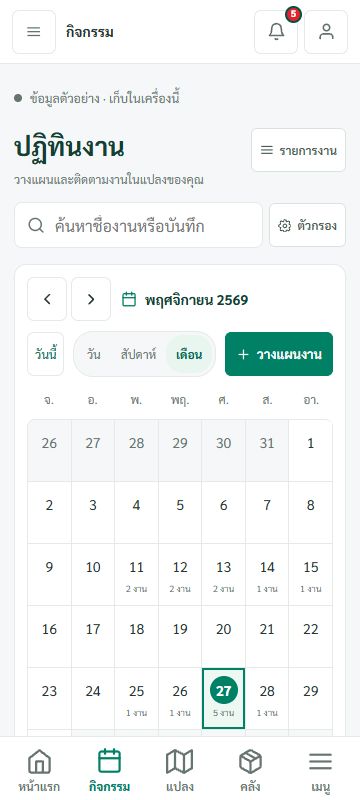 กิจกรรม
5
ข้อมูลตัวอย่าง · เก็บในเครื่องนี้
ปฏิทินงาน
รายการงาน
วางแผนและติดตามงานในแปลงของคุณ
ค้นหาชื่องานหรือบันทึก
ตัวกรอง
พฤศจิกายน 2569
วันนี้ วัน สัปดาห์ เดือน + วางแผนงาน
จ. อ. พ. พฤ. ศ. ส. อา.
26 27 28 29 30 31 1
2 3 4 5 6 7 8
9 10 11 12 13 14 15
2 งาน 2 งาน 2 งาน 1 งาน 1 งาน
16 17 18 19 20 21 22
23 24 25 26 27 28 29
1 งาน 1 งาน 5 งาน 1 งาน
หน้าแรก กิจกรรม แปลง คลัง เมนู